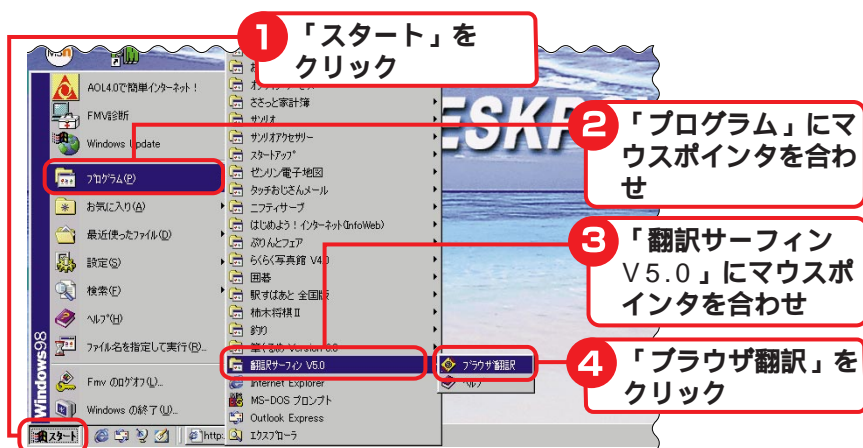 1 「スタート」を
クリック
2 「プログラム」にマ
ウスポインタを合わ
せ
3 「翻訳サーフィン
V5.0」にマウスポ
インタを合わせ
4 「ブラウザ翻訳」を
クリック
msn
ESKP
AOL4.0で簡単インターネット!
FMV診断
Windows Update
プログラム(P)
お気に入り(A)
最近使ったファイル(D)
設定(S)
検索(F)
ヘルプ(H)
ファイル名を指定して実行(R)...
Fmv のログオフ(L)...
Windows の終了(U)...
Windows98
ささっと家計簿
サンリオ
サンリオアクセサリー
スタートアップ
ゼンリン電子地図
タッチおじさんメール
ニフティサーブ
はじめよう!インターネット(InfoWeb)
ぷりんとフェア
らくらく写真館 V4.0
囲碁
駅すぱあと 全国版
柿木将棋II
釣り
翻訳サーフィン V5.0
Internet Explorer
MS-DOS プロンプト
Outlook Express
エクスプローラ
ブラウザ翻訳
ヘルプ
スタート
http: